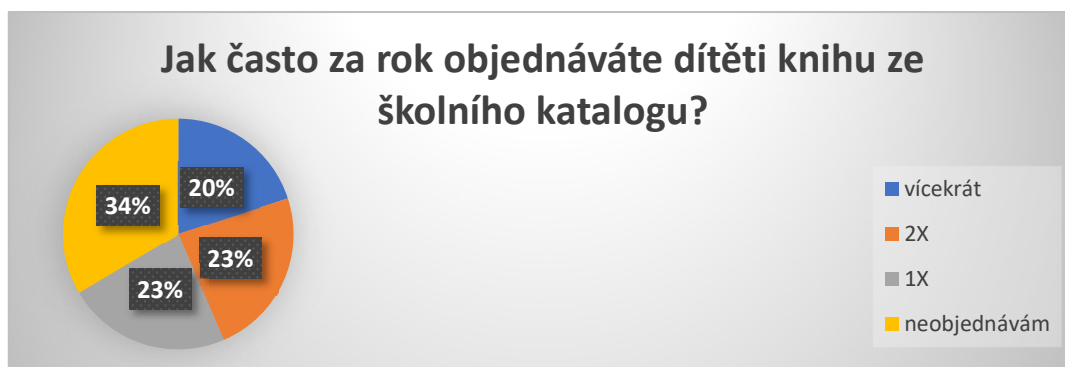 Jak často za rok objednáváte dítěti knihu ze
školního katalogu?
20%
34%
23%
23%
vícekrát
2X
1X
neobjednávám